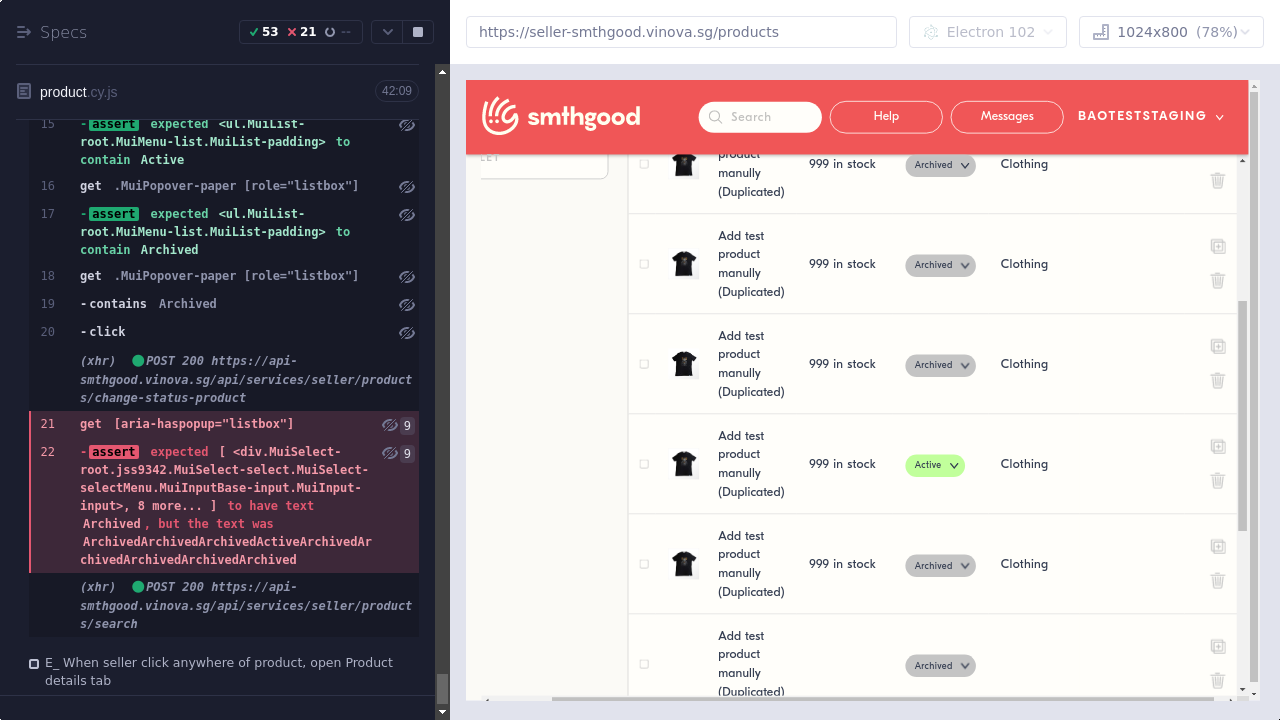 Specs
53 21 --
https://seller-smthgood.vinova.sg/products
Electron 102
1024x800 (78%)
product.cy.js
42:09
15 -assert expected <ul.MuiList-
root.MuiMenu-list.MuiList-padding> to
contain Active
16 get .MuiPopover-paper [role="listbox"]
17 -assert expected <ul.MuiList-
root.MuiMenu-list.MuiList-padding> to
contain Archived
18 get .MuiPopover-paper [role="listbox"]
19 -contains Archived
20 -click
(xhr) POST 200 https://api-
smthgood.vinova.sg/api/services/seller/product
s/change-status-product
21 get [aria-haspopup="listbox"] 9
22 -assert expected [ <div.MuiSelect- 9
root.jss9342.MuiSelect-select.MuiSelect-
selectMenu.MuiInputBase-input.MuiInput-
input>, 8 more... ] to have text
Archived, but the text was
ArchivedArchivedArchivedActiveArchivedAr
chivedArchivedArchivedArchived
(xhr) POST 200 https://api-
smthgood.vinova.sg/api/services/seller/product
s/search
E_ When seller click anywhere of product, open Product
details tab
smthgood
Search
Help
Messages
BAOTESTSTAGING
product
manully
(Duplicated)
999 in stock
Archived
Clothing
Add test
product
manully
(Duplicated)
999 in stock
Archived
Clothing
Add test
product
manully
(Duplicated)
999 in stock
Archived
Clothing
Add test
product
manully
(Duplicated)
999 in stock
Active
Clothing
Add test
product
manully
(Duplicated)
999 in stock
Archived
Clothing
Add test
product
manully
(Duplicated)
Archived